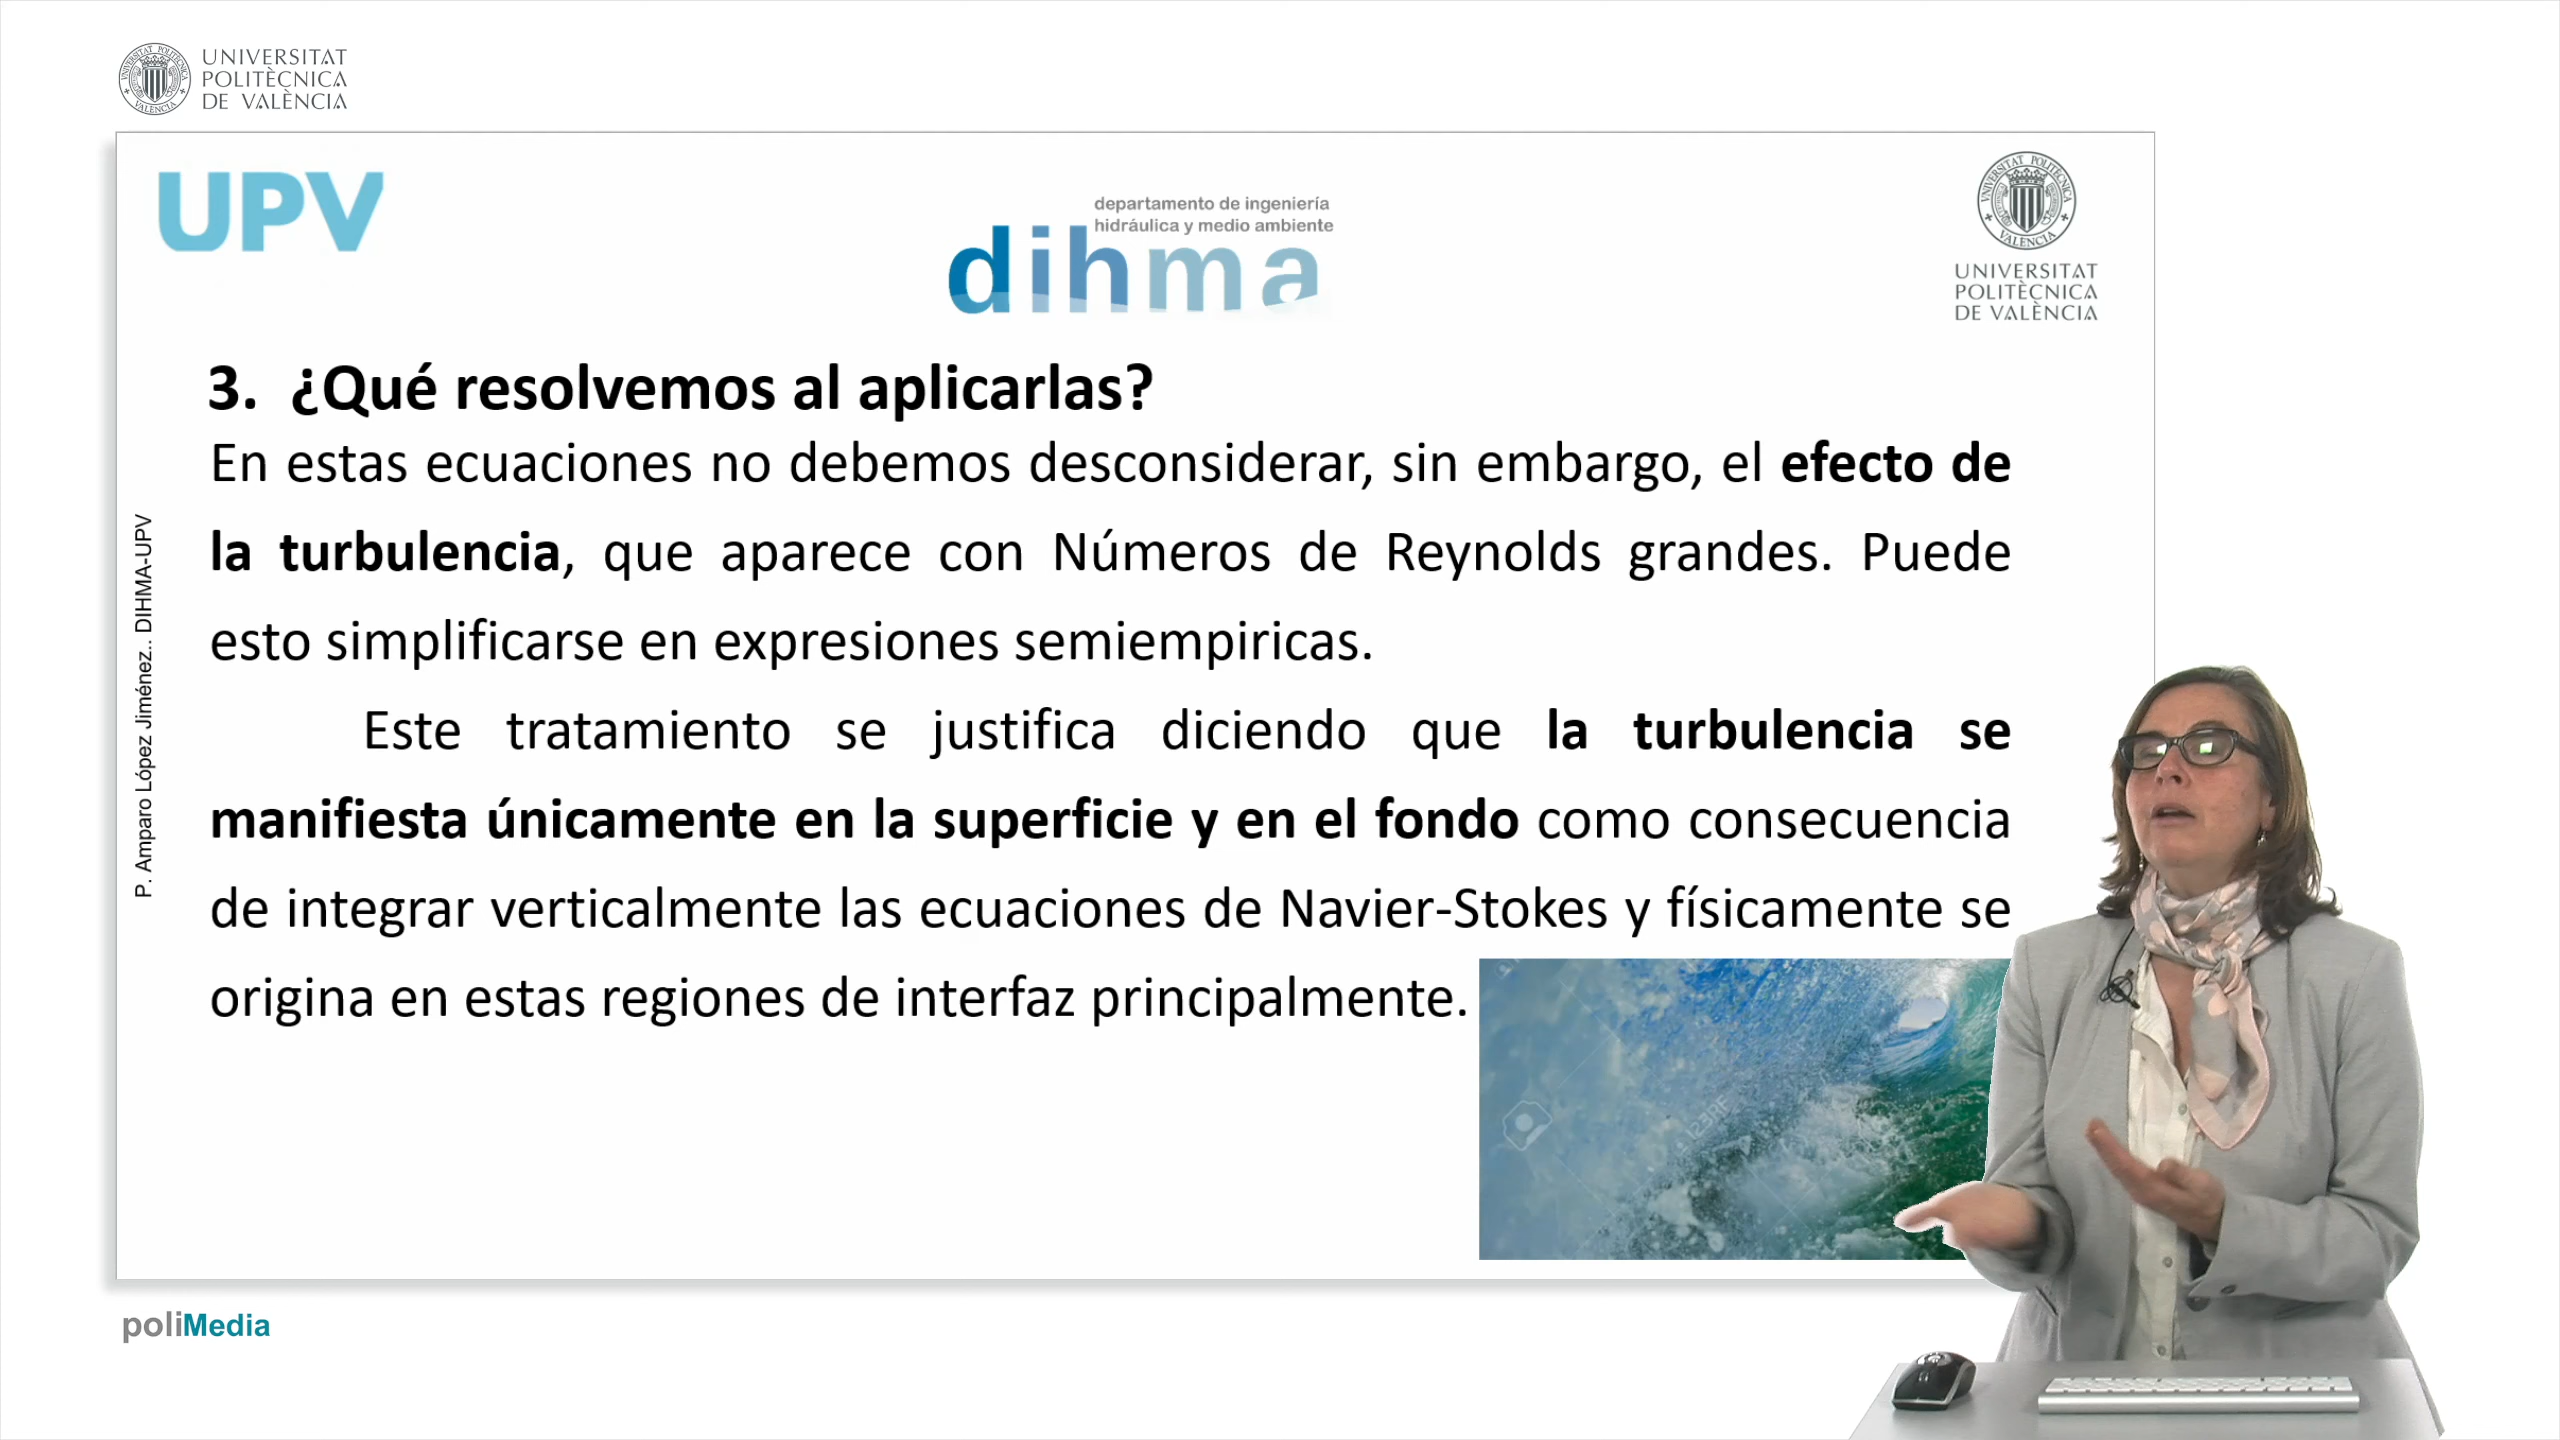 UNIVERSITAT
POLITÈCNICA
DE VALÈNCIA
UPV
departamento de ingeniería
hidráulica y medio ambiente
dihma
UNIVERSITAT
POLITÈCNICA
DE VALÈNCIA
3. ¿Qué resolvemos al aplicarlas?
En estas ecuaciones no debemos desconsiderar, sin embargo, el efecto de
la turbulencia, que aparece con Números de Reynolds grandes. Puede
esto simplificarse en expresiones semiempiricas.
Este tratamiento se justifica diciendo que la turbulencia se
manifiesta únicamente en la superficie y en el fondo como consecuencia
de integrar verticalmente las ecuaciones de Navier-Stokes y físicamente se
origina en estas regiones de interfaz principalmente.
P. Amparo López Jiménez.. DIHMA-UPV
123RF
poliMedia